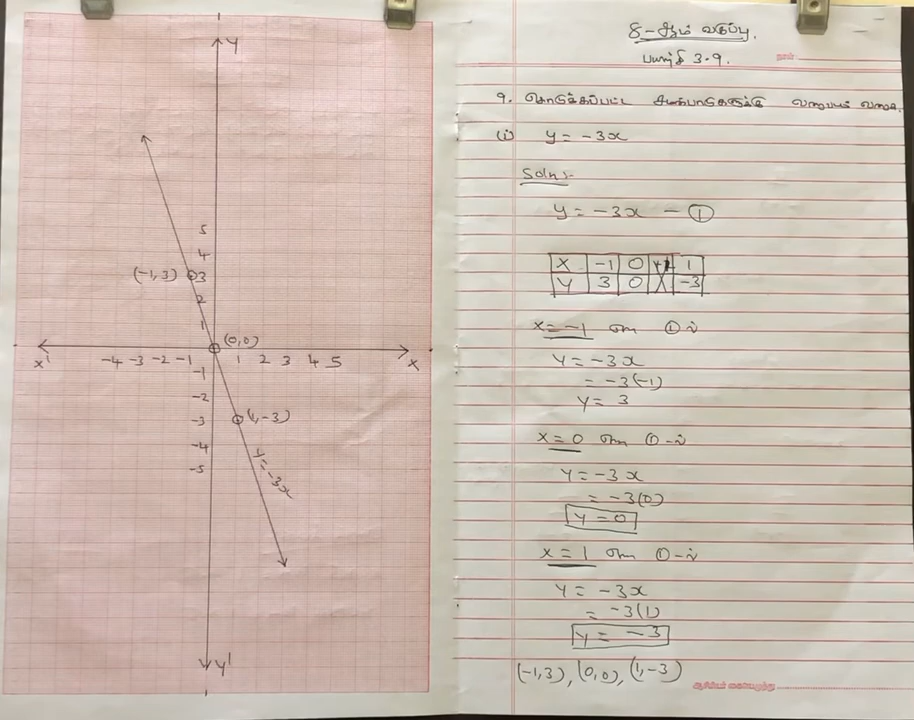 Y
5
4
(-1,3) 3
2
1
(0,0)
X' -4 -3 -2 -1 1 2 3 4 5 X
-1
-2
-3 (1,-3)
-4
-5
y=-3x
Y'
8-ஆம் வகுப்பு.
பயிற்சி 3.9.
நாள்:
9. கொடுக்கப்பட்ட சமன்பாடுகளுக்கு வரைபடம் வரைக.
(i) y = -3x
Soln:-
y = -3x - ①
X -1 0 1
Y 3 0 X -3
x = -1 என ① ல்
y = -3x
= -3(-1)
y = 3
x = 0 என ①-ல்
y = -3x
= -3(0)
y = 0
x = 1 என ①-ல்
y = -3x
= -3(1)
y = -3
(-1,3), (0,0), (1,-3)
ஆசிரியர் கையெழுத்து